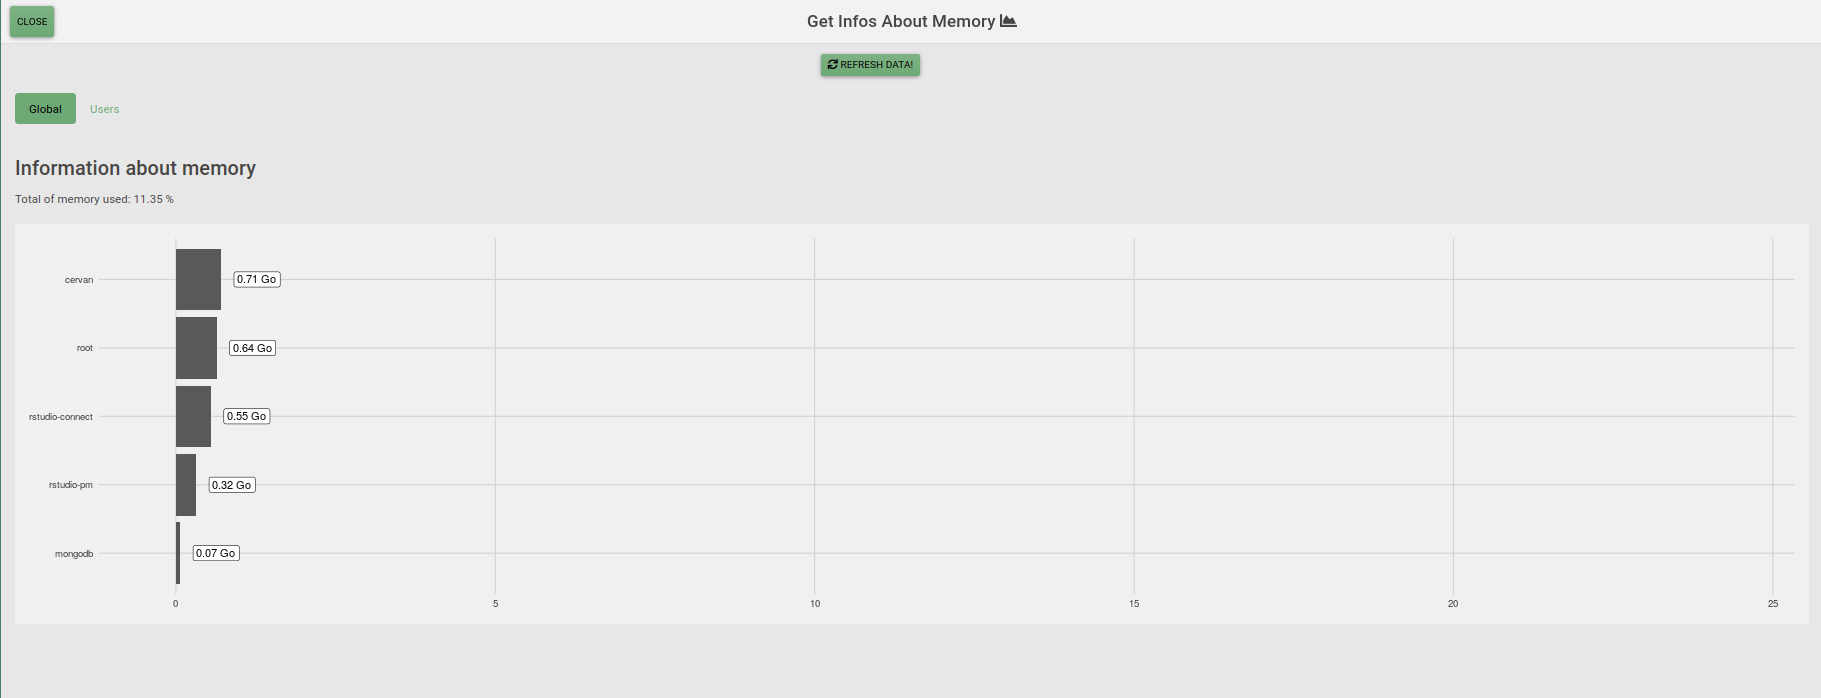 CLOSE
Get Infos About Memory
REFRESH DATA!
Global
Users
Information about memory
Total of memory used: 11.35 %
cervan
0.71 Go
root
0.64 Go
rstudio-connect
0.55 Go
rstudio-pm
0.32 Go
mongodb
0.07 Go
0 5 10 15 20 25